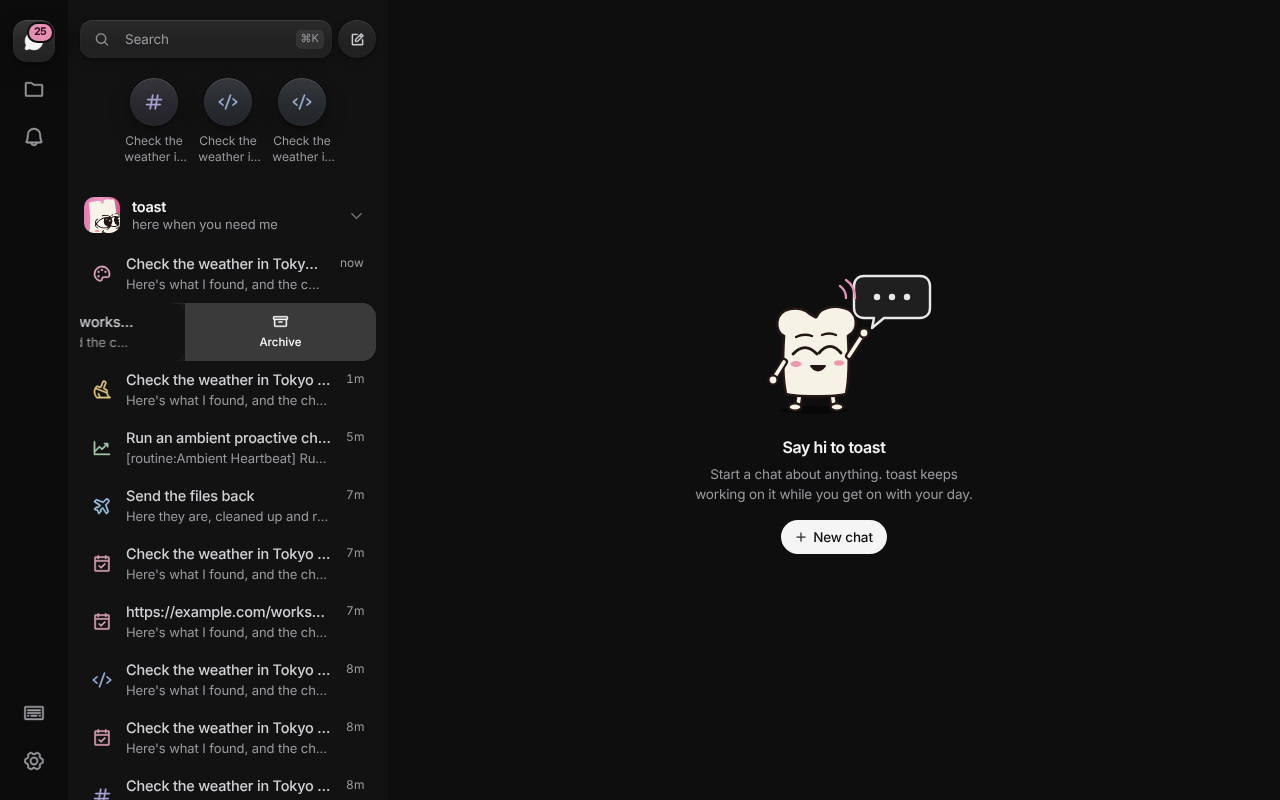 25
Search
⌘K
Check the
weather i...
Check the
weather i...
Check the
weather i...
toast
here when you need me
Check the weather in Toky...
now
Here's what I found, and the c...
works...
d the c...
Archive
Check the weather in Tokyo ...
1m
Here's what I found, and the ch...
Run an ambient proactive ch...
5m
[routine:Ambient Heartbeat] Ru...
Send the files back
7m
Here they are, cleaned up and r...
Check the weather in Tokyo ...
7m
Here's what I found, and the ch...
https://example.com/works...
7m
Here's what I found, and the ch...
Check the weather in Tokyo ...
8m
Here's what I found, and the ch...
Check the weather in Tokyo ...
8m
Here's what I found, and the ch...
Check the weather in Tokyo ...
8m
Say hi to toast
Start a chat about anything. toast keeps
working on it while you get on with your day.
New chat